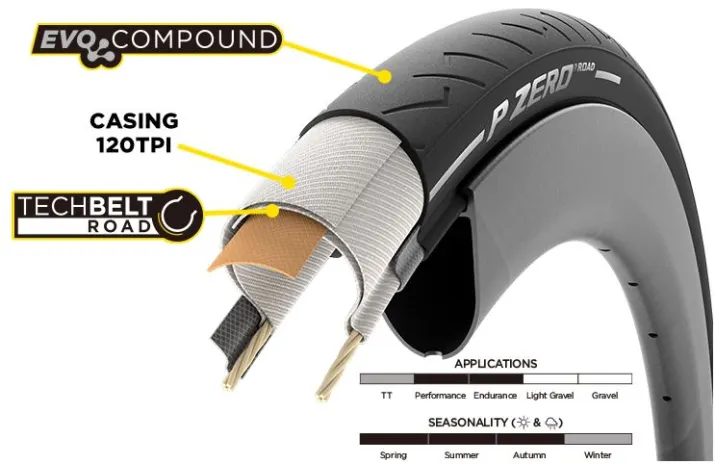 EVO COMPOUND
CASING
120TPI
TECHBELT
ROAD
P ZERO ROAD
APPLICATIONS
TT Performance Endurance Light Gravel Gravel
SEASONALITY (☀ & 🌧)
Spring Summer Autumn Winter